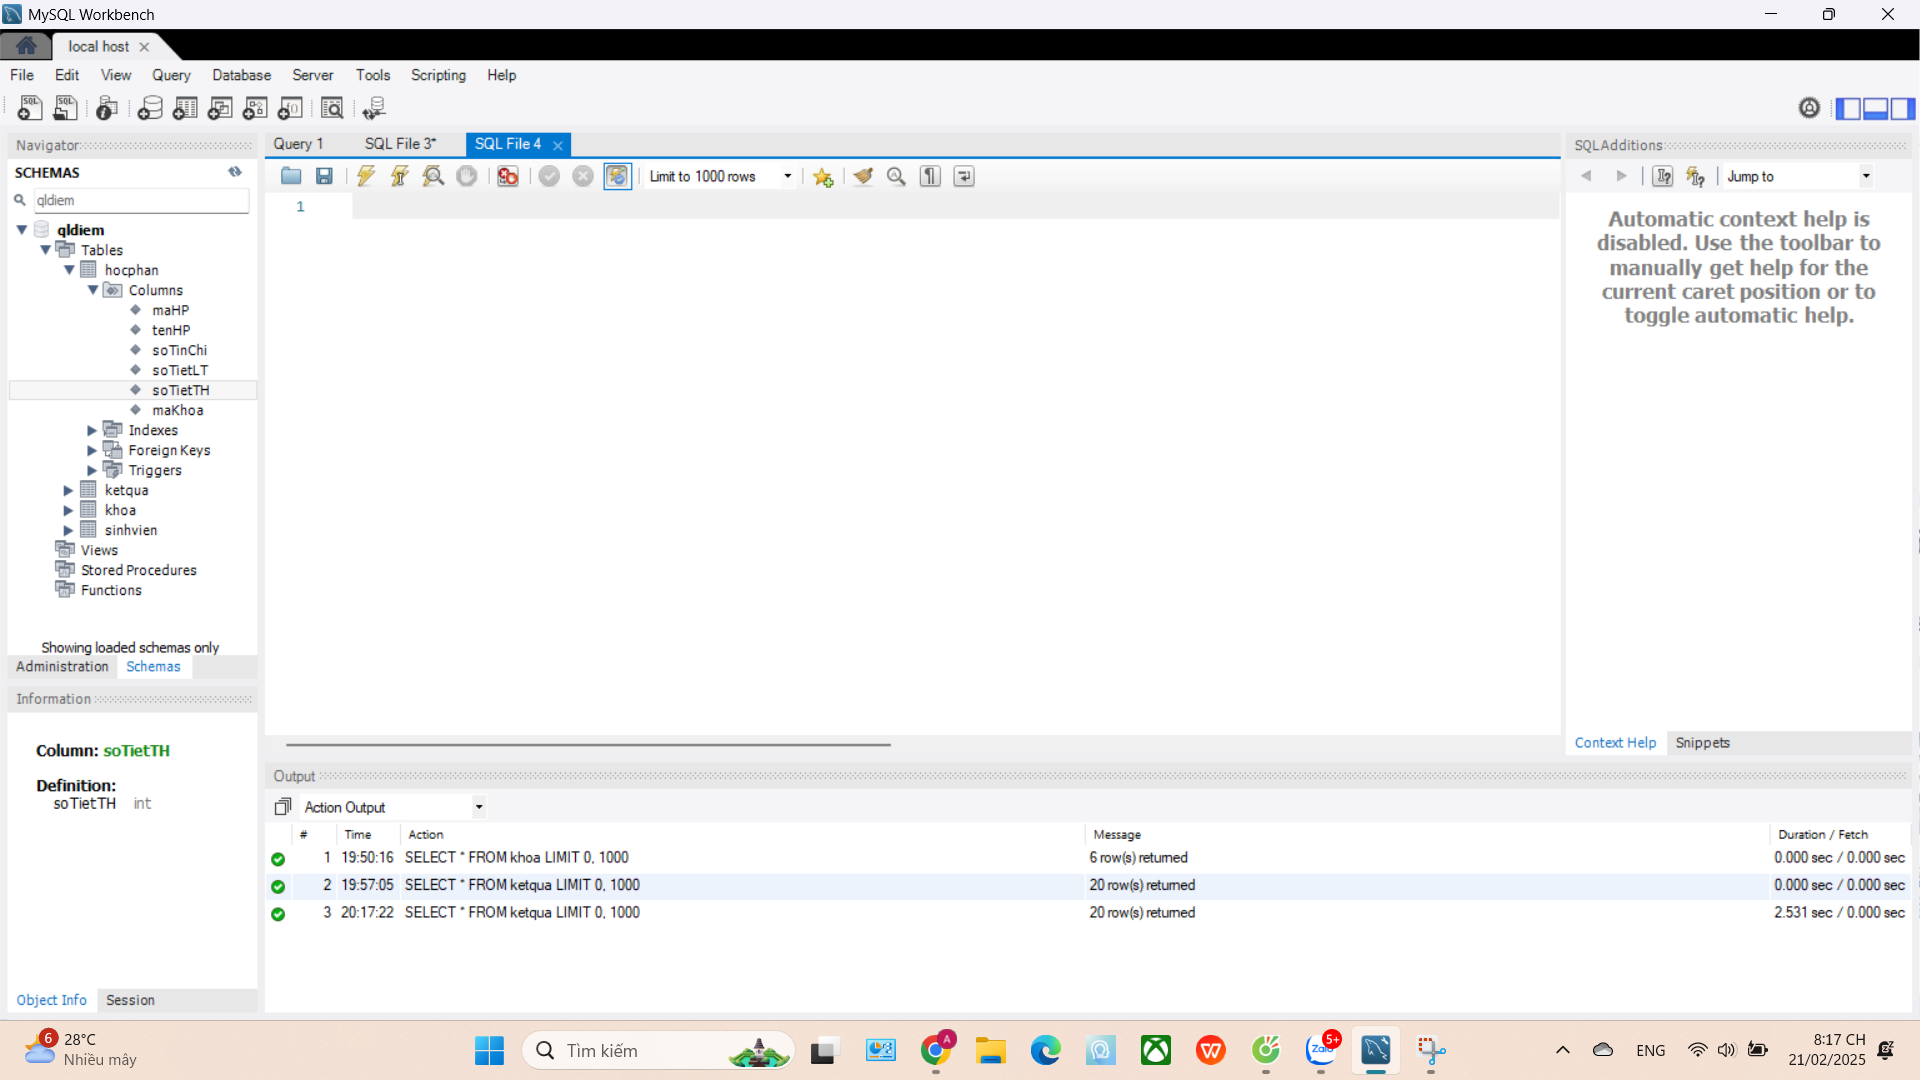 MySQL Workbench
local host
File Edit View Query Database Server Tools Scripting Help
Navigator
SCHEMAS
qldiem
qldiem
Tables
hocphan
Columns
maHP
tenHP
soTinChi
soTietLT
soTietTH
maKhoa
Indexes
Foreign Keys
Triggers
ketqua
khoa
sinhvien
Views
Stored Procedures
Functions
Showing loaded schemas only
Administration Schemas
Information
Column: soTietTH
Definition:
soTietTH int
Object Info Session
Query 1 SQL File 3* SQL File 4
Limit to 1000 rows
1
SQLAdditions
Jump to
Automatic context help is
disabled. Use the toolbar to
manually get help for the
current caret position or to
toggle automatic help.
Context Help Snippets
Output
Action Output
# Time Action Message Duration / Fetch
1 19:50:16 SELECT * FROM khoa LIMIT 0, 1000 6 row(s) returned 0.000 sec / 0.000 sec
2 19:57:05 SELECT * FROM ketqua LIMIT 0, 1000 20 row(s) returned 0.000 sec / 0.000 sec
3 20:17:22 SELECT * FROM ketqua LIMIT 0, 1000 20 row(s) returned 2.531 sec / 0.000 sec
6
28°C
Nhiều mây
Tìm kiếm
A
Zalo
5+
ENG
8:17 CH
21/02/2025